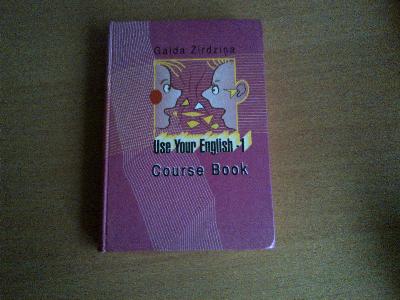 Gaida Zirdziņa
Use Your English -1
Course Book